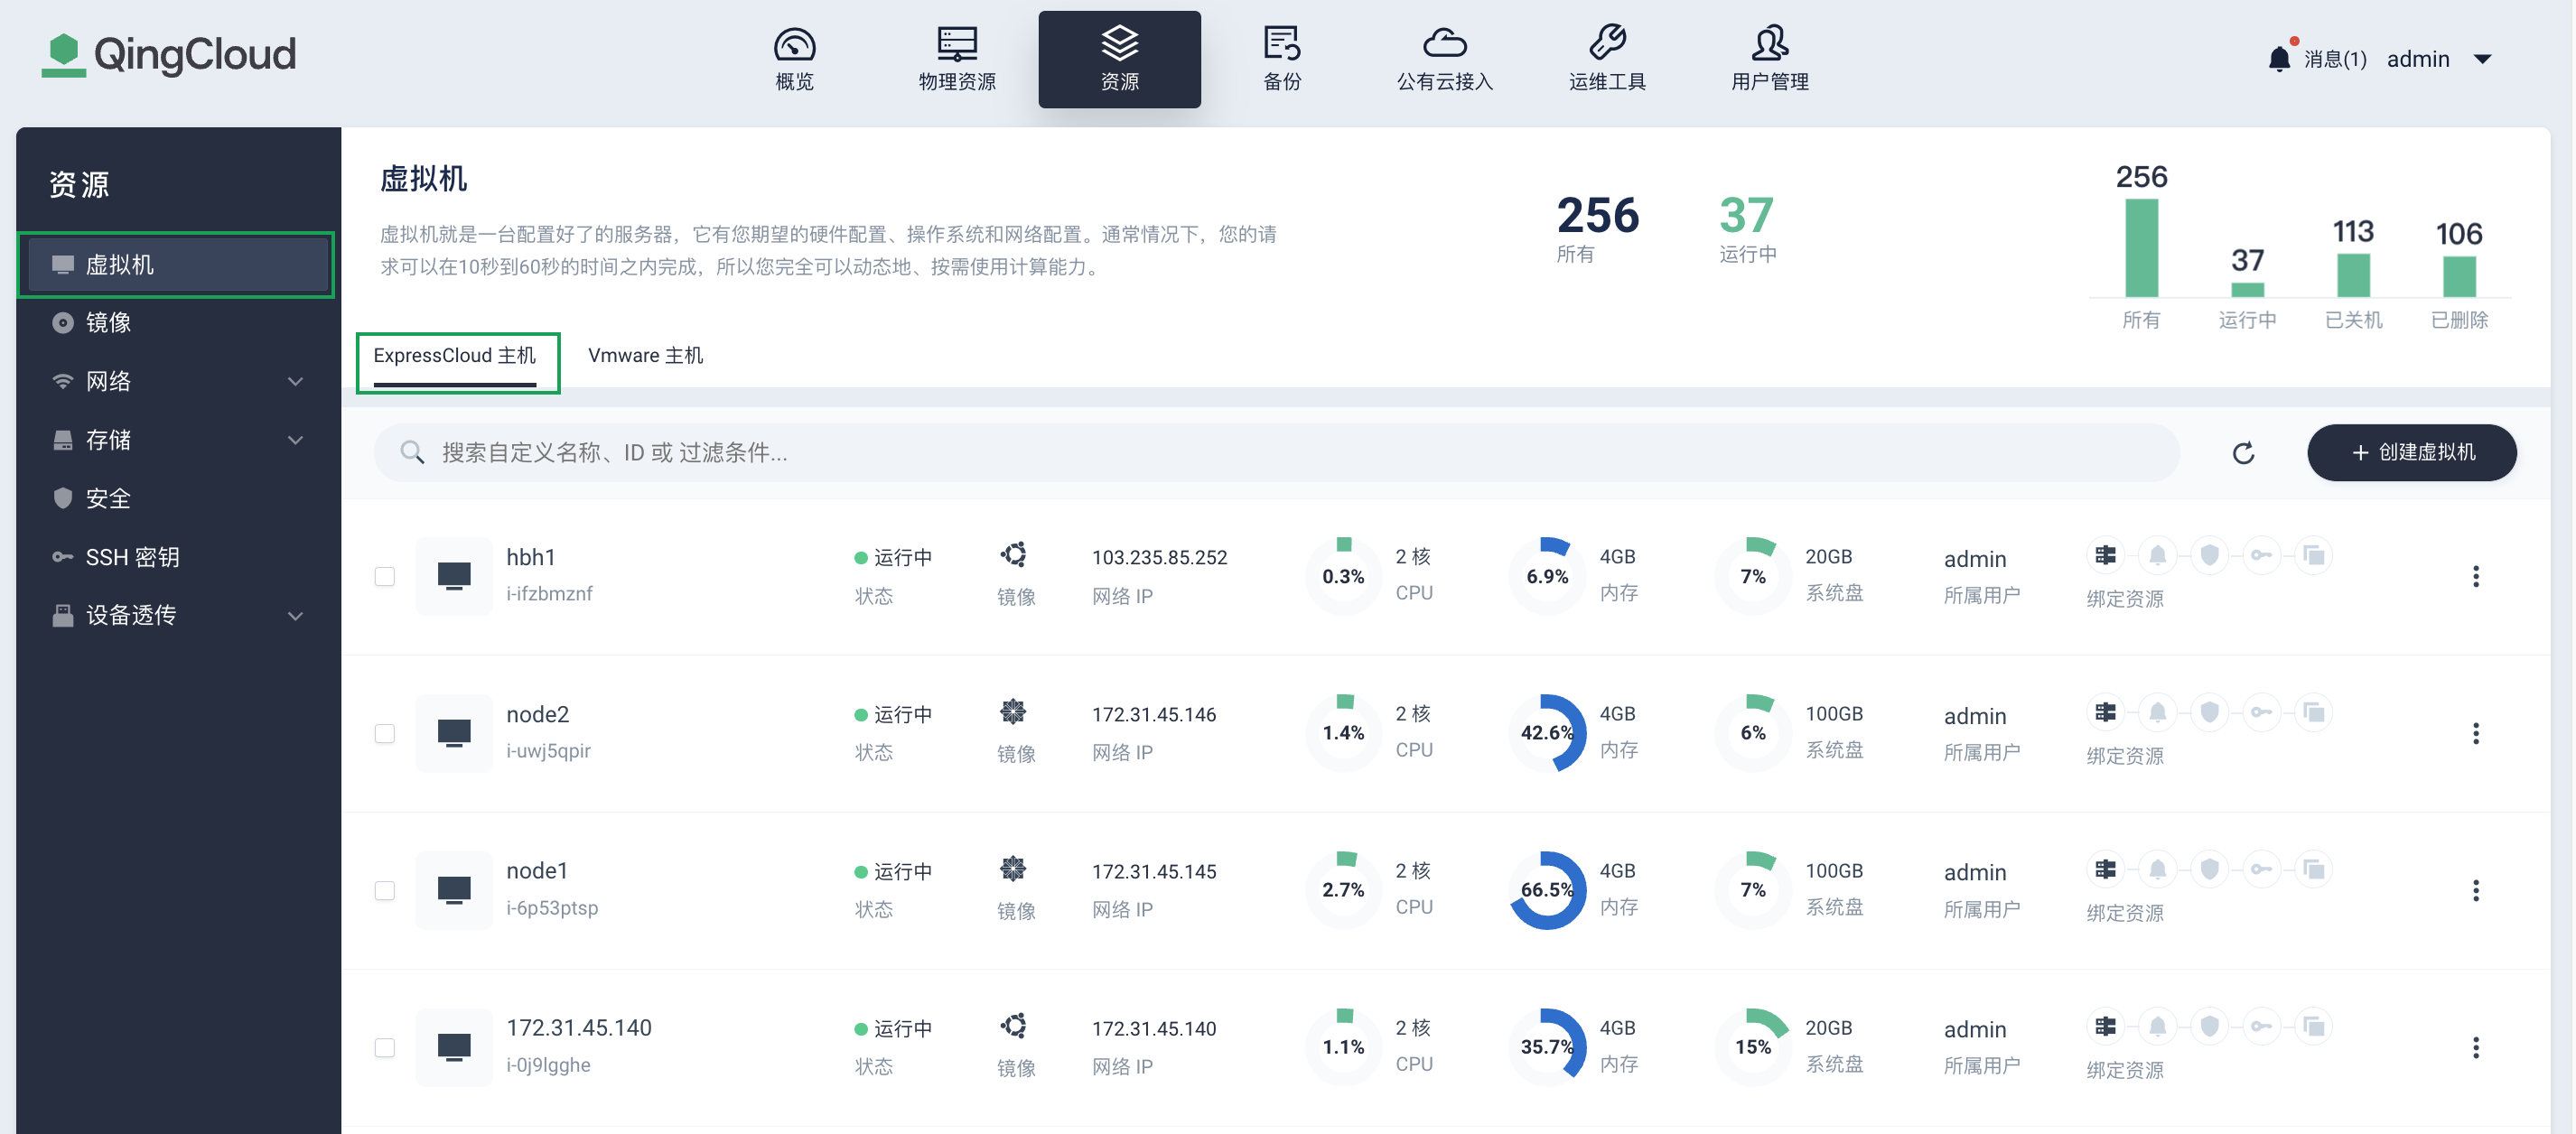 QingCloud
概览
物理资源
资源
备份
公有云接入
运维工具
用户管理
消息(1)
admin
资源
虚拟机
镜像
网络
存储
安全
SSH 密钥
设备透传
虚拟机
虚拟机就是一台配置好了的服务器，它有您期望的硬件配置、操作系统和网络配置。通常情况下，您的请
求可以在10秒到60秒的时间之内完成，所以您完全可以动态地、按需使用计算能力。
256
所有
37
运行中
256
37
113
106
所有
运行中
已关机
已删除
ExpressCloud 主机
Vmware 主机
搜索自定义名称、ID 或 过滤条件...
+ 创建虚拟机
hbh1
i-ifzbmznf
运行中
状态
镜像
103.235.85.252
网络 IP
0.3%
2 核
CPU
6.9%
4GB
内存
7%
20GB
系统盘
admin
所属用户
绑定资源
node2
i-uwj5qpir
运行中
状态
镜像
172.31.45.146
网络 IP
1.4%
2 核
CPU
42.6%
4GB
内存
6%
100GB
系统盘
admin
所属用户
绑定资源
node1
i-6p53ptsp
运行中
状态
镜像
172.31.45.145
网络 IP
2.7%
2 核
CPU
66.5%
4GB
内存
7%
100GB
系统盘
admin
所属用户
绑定资源
172.31.45.140
i-0j9lgghe
运行中
状态
镜像
172.31.45.140
网络 IP
1.1%
2 核
CPU
35.7%
4GB
内存
15%
20GB
系统盘
admin
所属用户
绑定资源